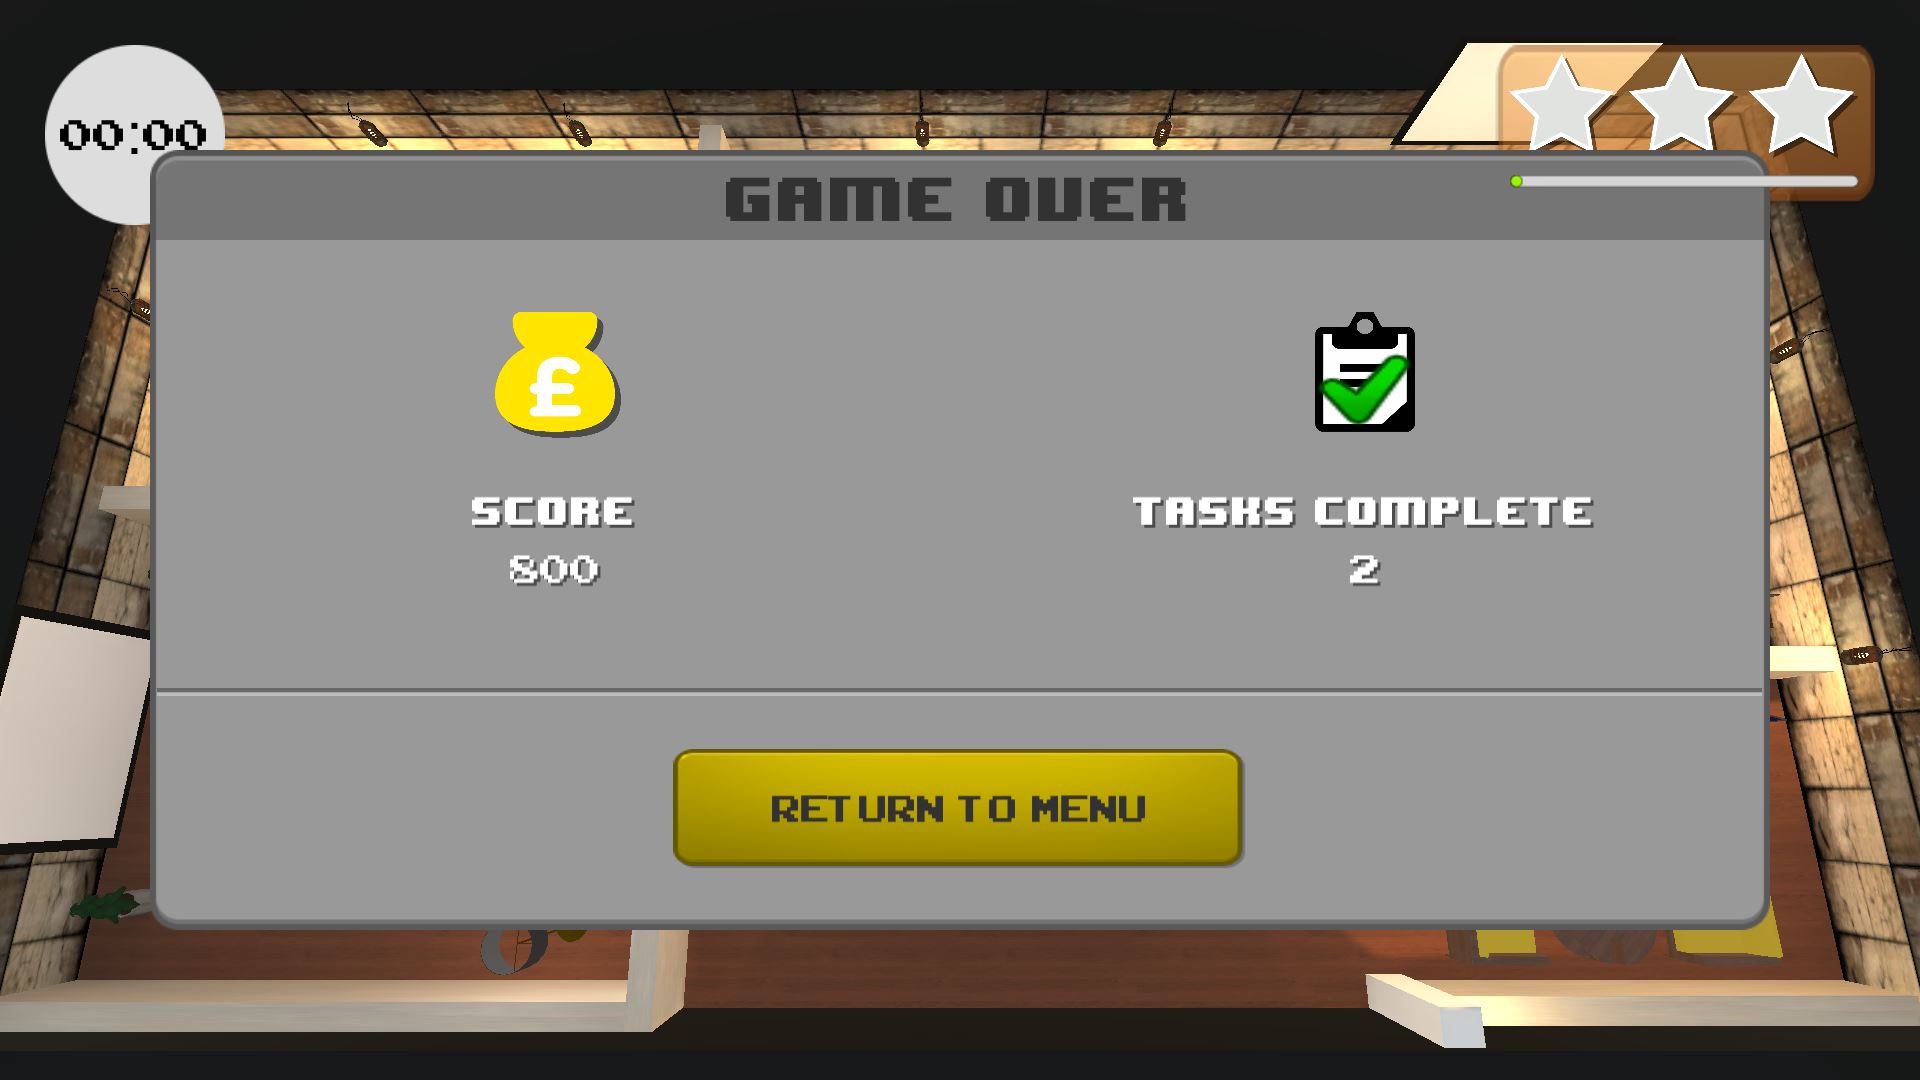 00:00
GAME OVER
£
SCORE
800
TASKS COMPLETE
2
RETURN TO MENU